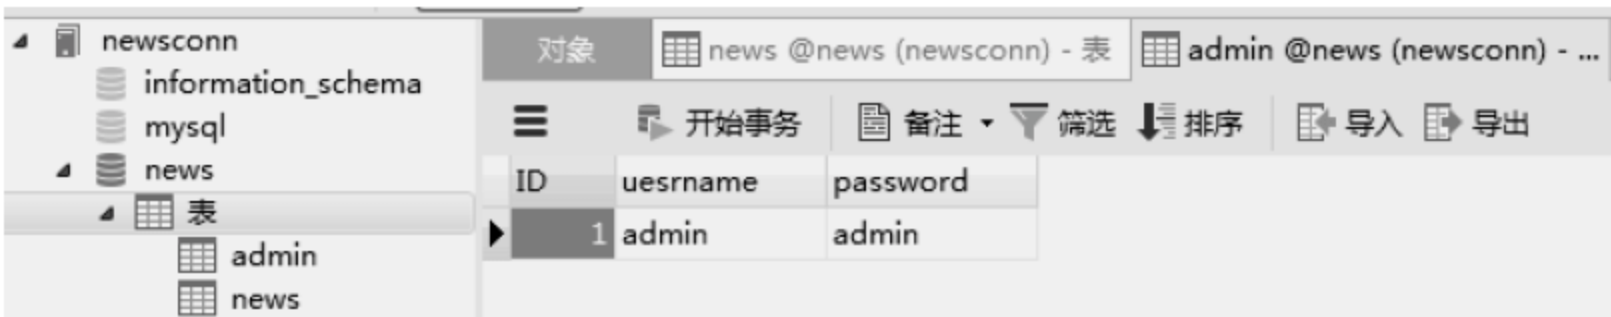 newsconn
information_schema
mysql
news
表
admin
news
对象
news @news (newsconn) - 表
admin @news (newsconn) - ...
开始事务 备注 筛选 排序 导入 导出
ID uesrname password
1 admin admin